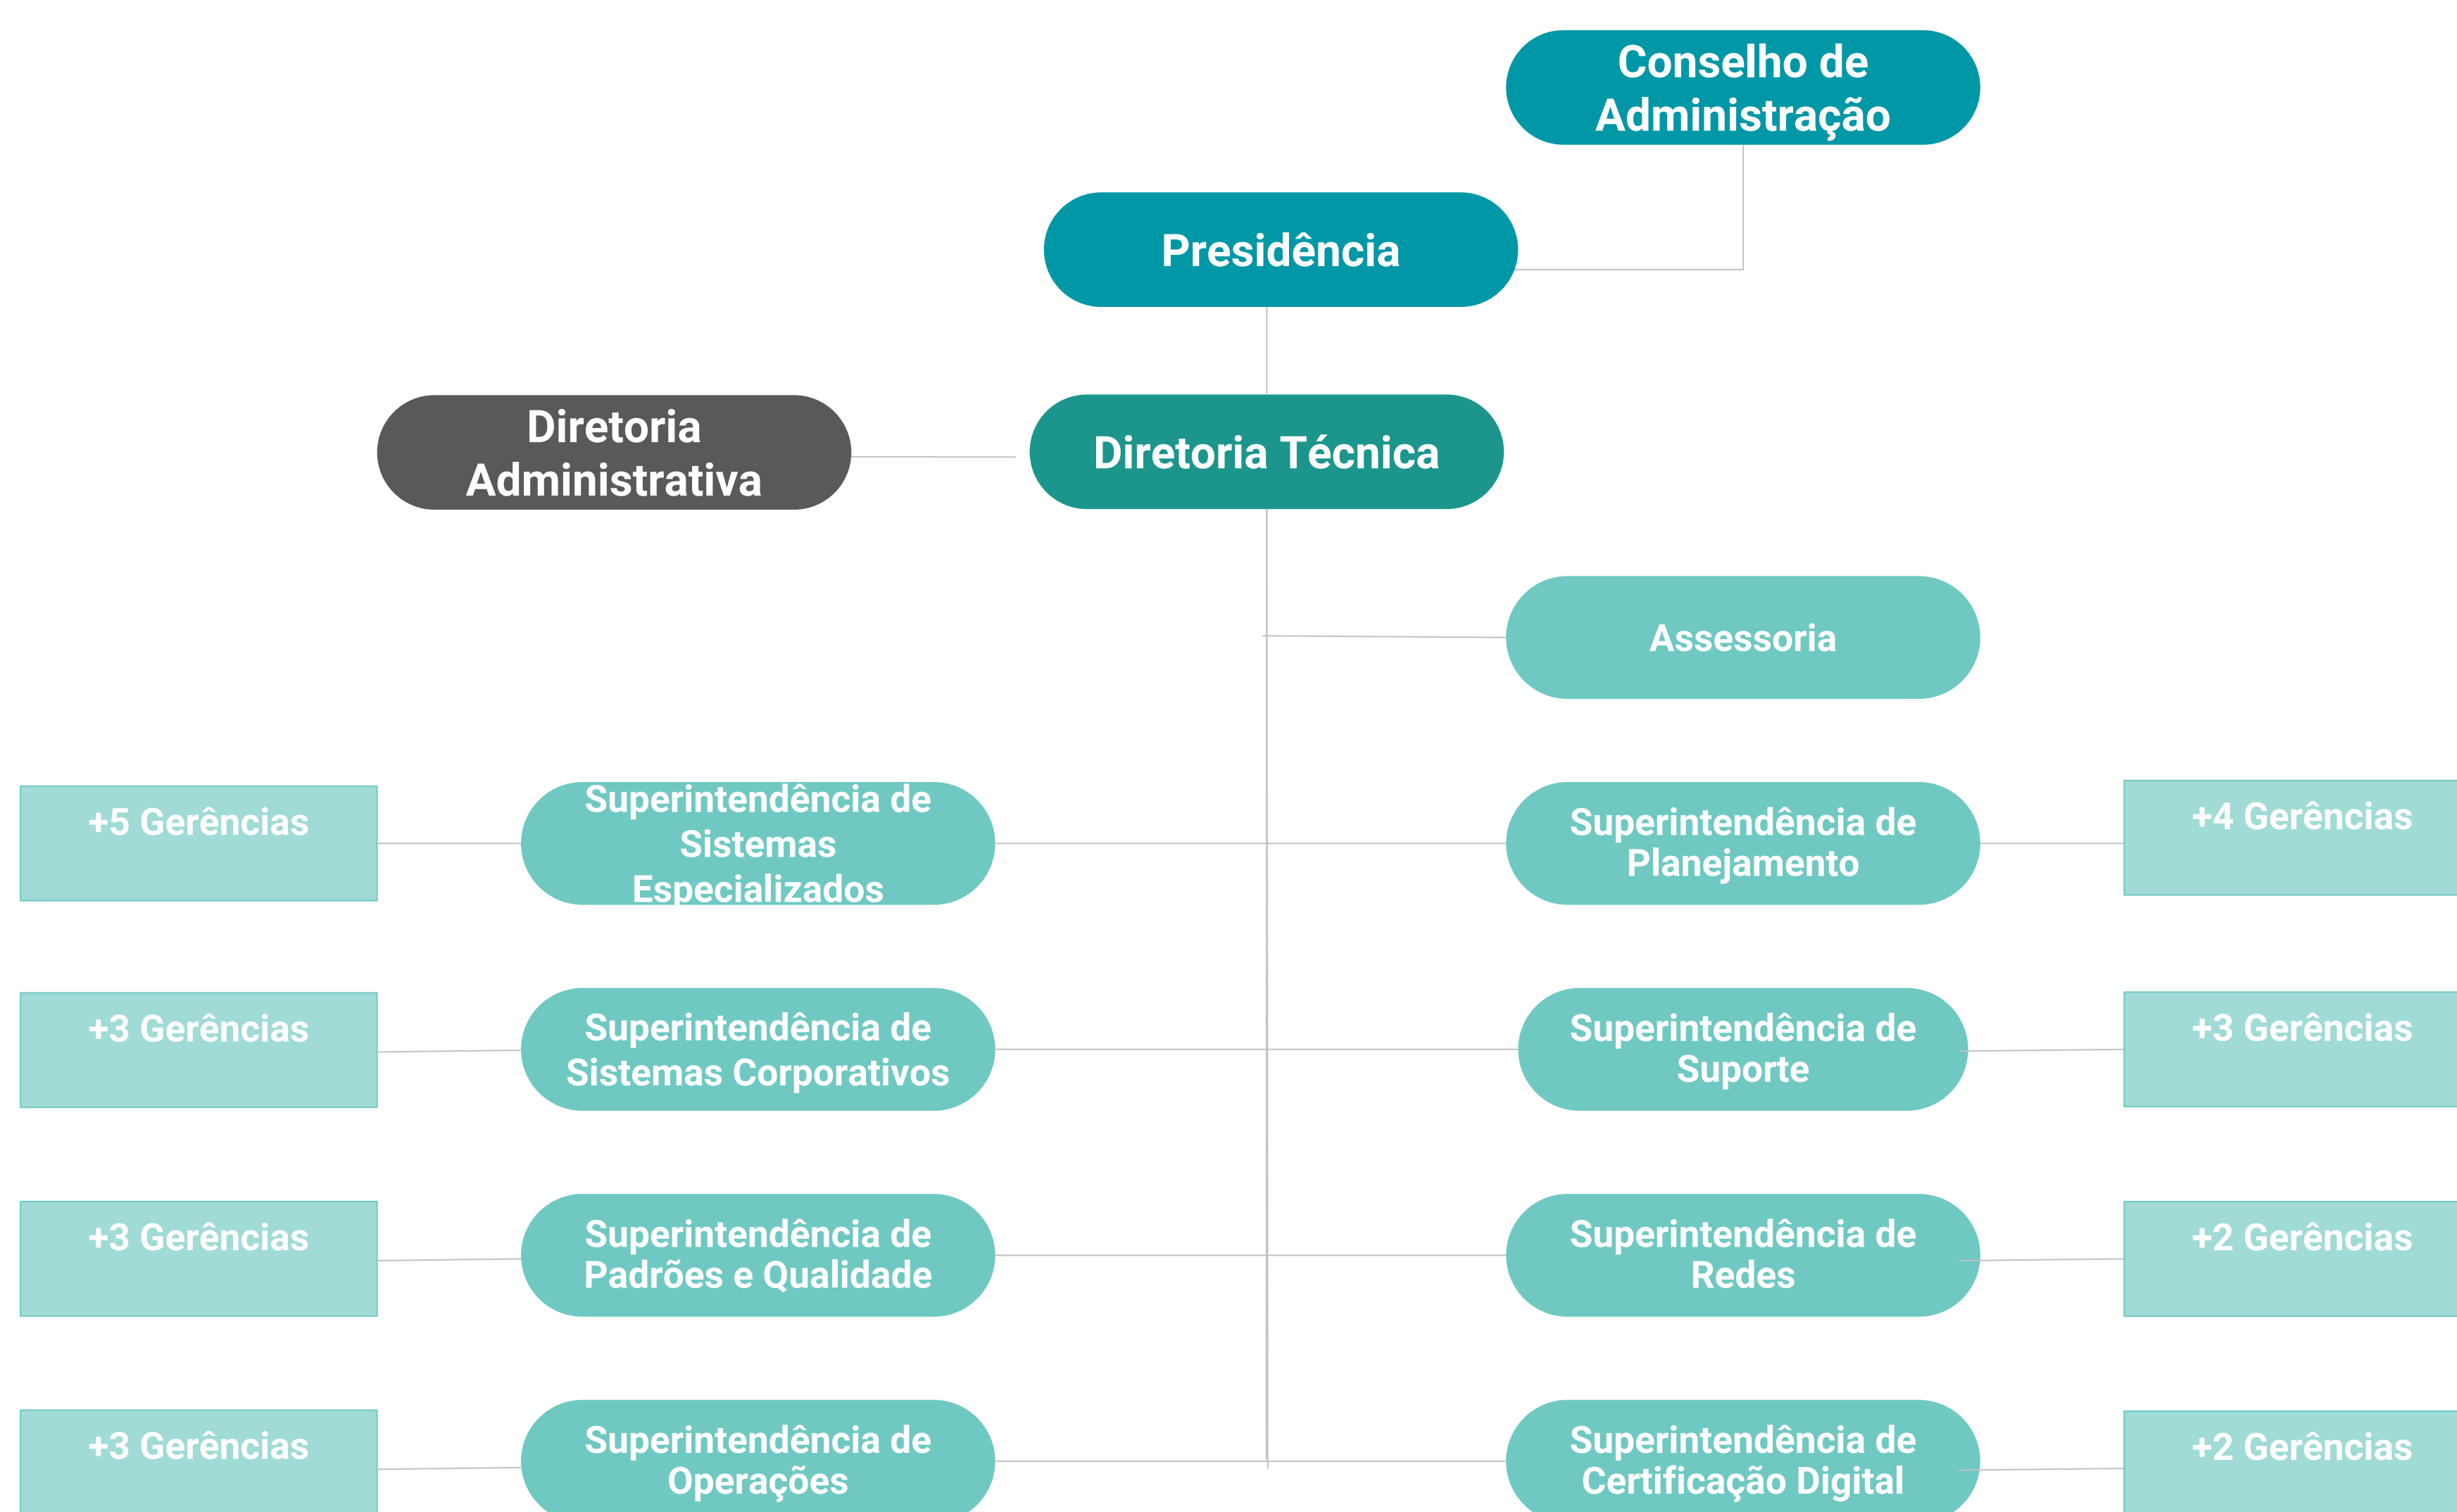 Conselho de
Administração
Presidência
Diretoria
Administrativa
Diretoria Técnica
Assessoria
+5 Gerências
Superintendência de
Sistemas
Especializados
Superintendência de
Planejamento
+4 Gerências
+3 Gerências
Superintendência de
Sistemas Corporativos
Superintendência de
Suporte
+3 Gerências
+3 Gerências
Superintendência de
Padrões e Qualidade
Superintendência de
Redes
+2 Gerências
+3 Gerências
Superintendência de
Operações
Superintendência de
Certificação Digital
+2 Gerências